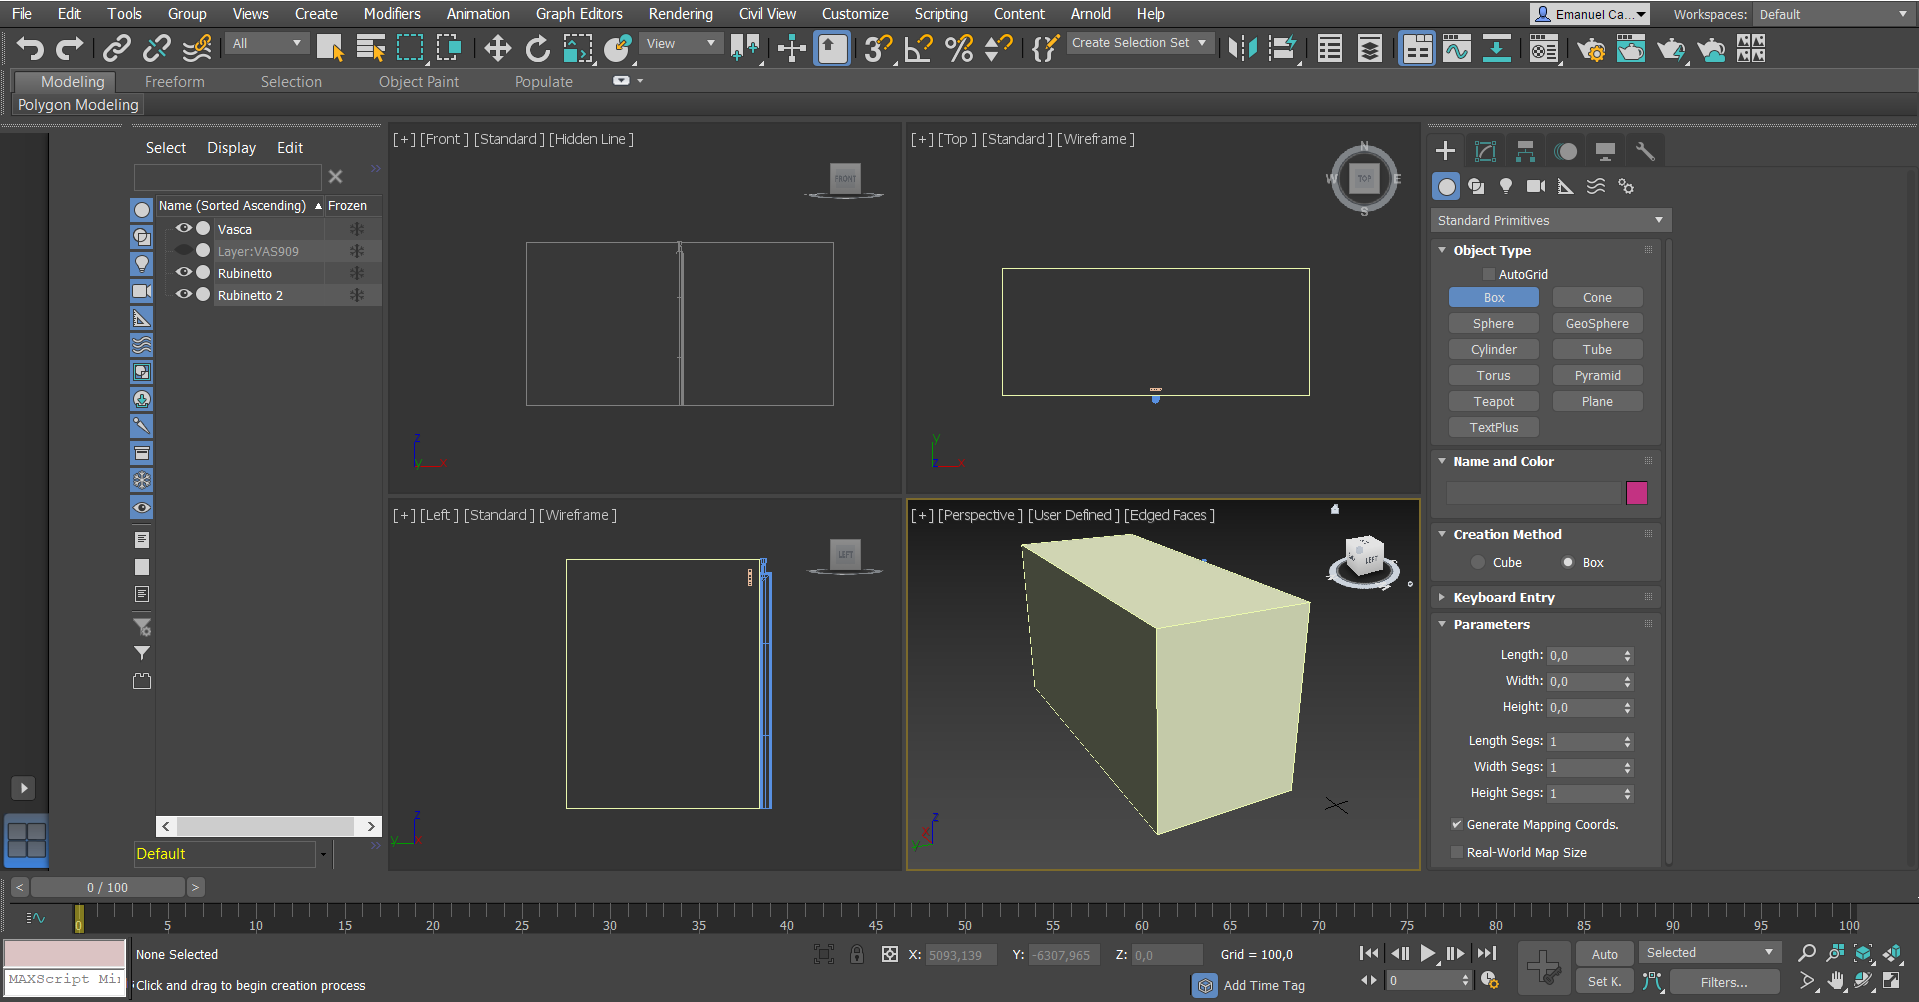 File Edit Tools Group Views Create Modifiers Animation Graph Editors Rendering Civil View Customize Scripting Content Arnold Help Emanuel Ca... Workspaces: Default
All View Create Selection Set
Modeling Freeform Selection Object Paint Populate
Polygon Modeling
Select Display Edit
Name (Sorted Ascending) Frozen
Vasca
Layer:VAS909
Rubinetto
Rubinetto 2
Default
[+] [Front ] [Standard ] [Hidden Line ]
FRONT
z
y x
[+] [Top ] [Standard ] [Wireframe ]
N
W TOP E
S
y
z x
[+] [Left ] [Standard ] [Wireframe ]
LEFT
z
y
[+] [Perspective ] [User Defined ] [Edged Faces ]
LEFT
z
x
y
Standard Primitives
Object Type
AutoGrid
Box Cone
Sphere GeoSphere
Cylinder Tube
Torus Pyramid
Teapot Plane
TextPlus
Name and Color
Creation Method
Cube Box
Keyboard Entry
Parameters
Length: 0,0
Width: 0,0
Height: 0,0
Length Segs: 1
Width Segs: 1
Height Segs: 1
Generate Mapping Coords.
Real-World Map Size
< 0 / 100 >
0 5 10 15 20 25 30 35 40 45 50 55 60 65 70 75 80 85 90 95 100
None Selected X: 5093,139 Y: -6307,965 Z: 0,0 Grid = 100,0 Auto Selected
MAXScript Mi Click and drag to begin creation process Add Time Tag 0 Set K. Filters...